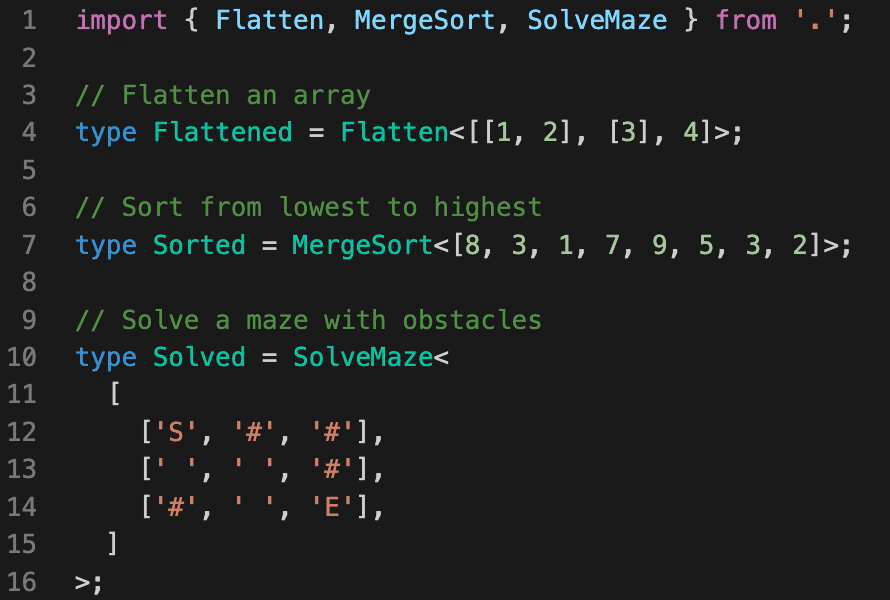 1 import { Flatten, MergeSort, SolveMaze } from '.';
2
3 // Flatten an array
4 type Flattened = Flatten<[[1, 2], [3], 4]>;
5
6 // Sort from lowest to highest
7 type Sorted = MergeSort<[8, 3, 1, 7, 9, 5, 3, 2]>;
8
9 // Solve a maze with obstacles
10 type Solved = SolveMaze<
11   [
12     ['S', '#', '#'],
13     [' ', ' ', '#'],
14     ['#', ' ', 'E'],
15   ]
16 >;